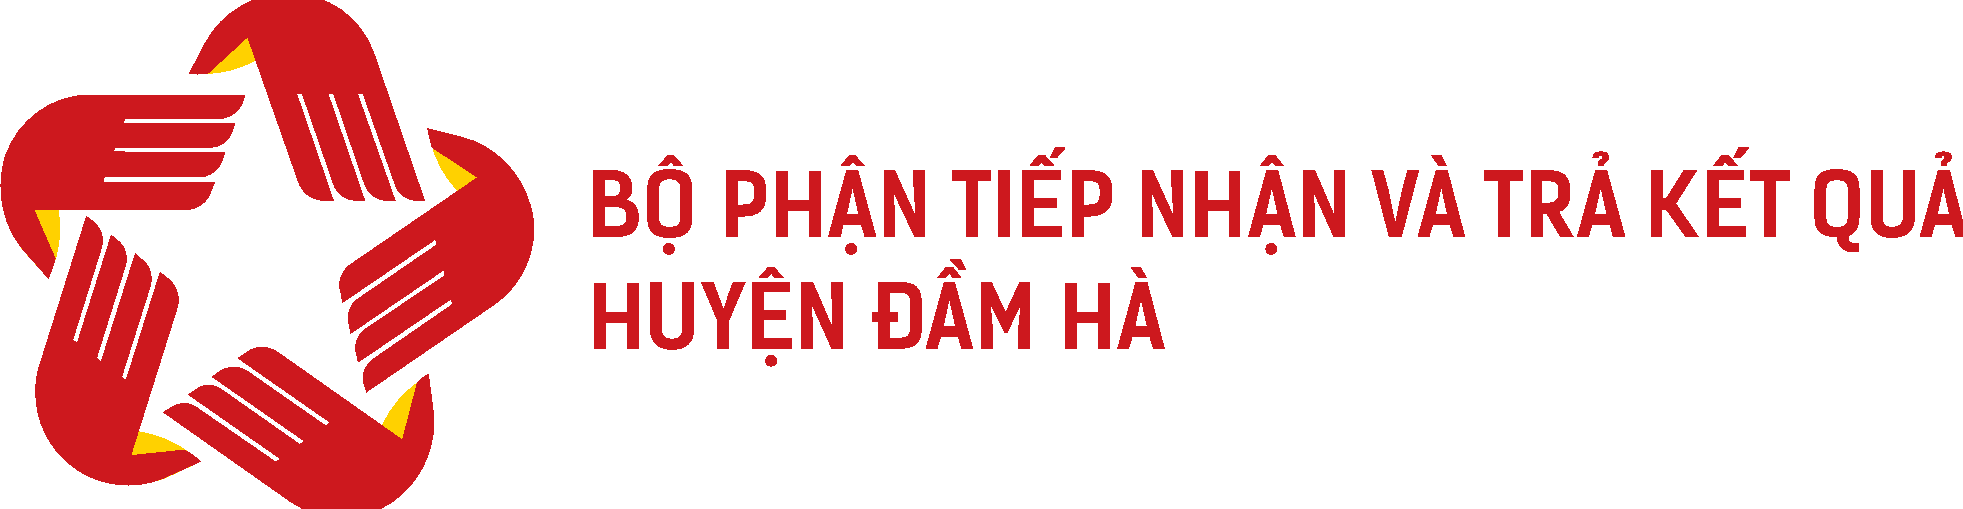 BỘ PHẬN TIẾP NHẬN VÀ TRẢ KẾT QUẢ
HUYỆN ĐẦM HÀ